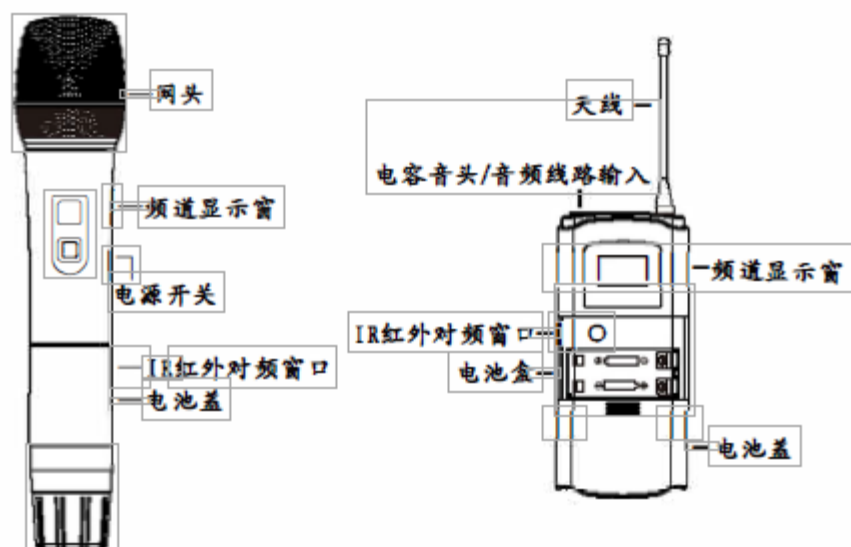 网头
频道显示窗
电源开关
IR红外对频窗口
电池盖
天线
电容音头/音频线路输入
频道显示窗
IR红外对频窗口
电池盒
电池盖